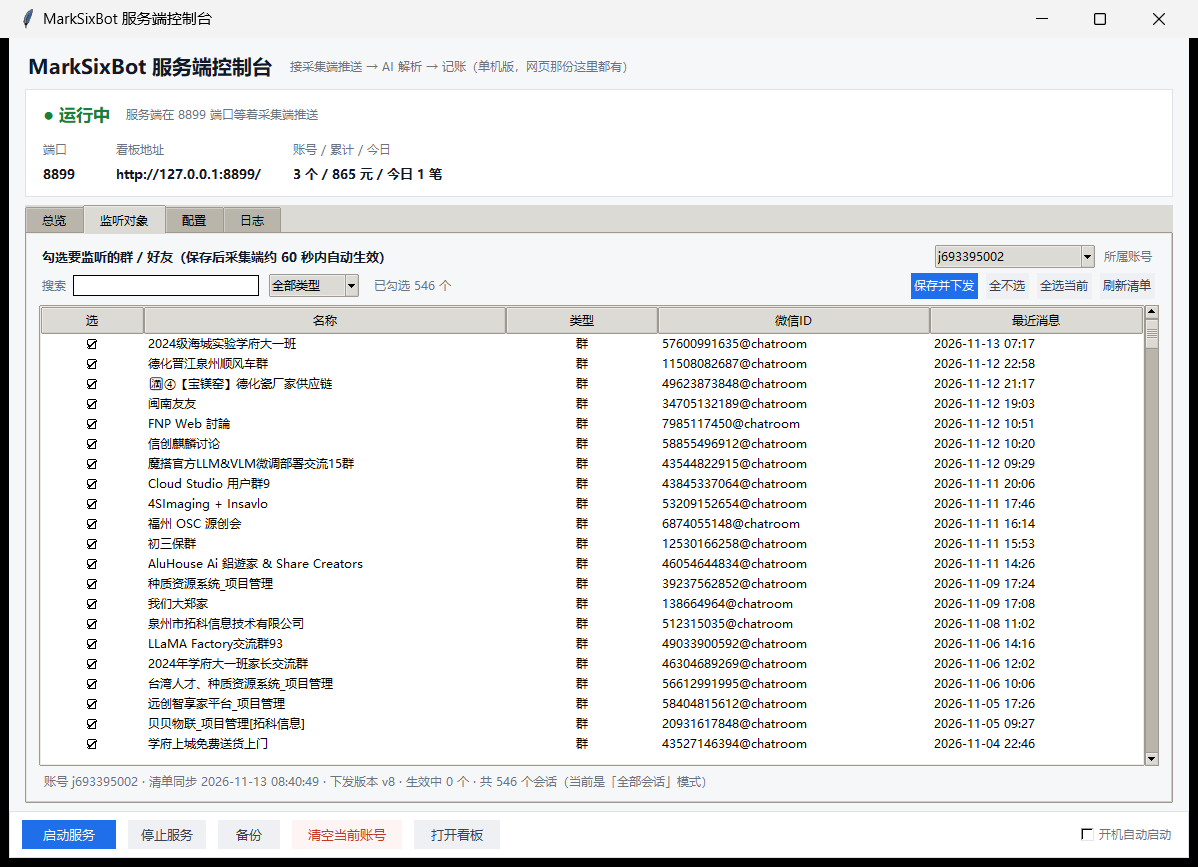 MarkSixBot 服务端控制台
MarkSixBot 服务端控制台 接采集端推送 → AI 解析 → 记账（单机版，网页那份这里都有）
● 运行中 服务端在 8899 端口等着采集端推送
端口 看板地址 账号 / 累计 / 今日
8899 http://127.0.0.1:8899/ 3 个 / 865 元 / 今日 1 笔
总览 监听对象 配置 日志
勾选要监听的群 / 好友（保存后采集端约 60 秒内自动生效） j693395002 所属账号
搜索 全部类型 已勾选 546 个 保存并下发 全不选 全选当前 刷新清单
选 名称 类型 微信ID 最近消息
2024级海城实验学府大一班 群 57600991635@chatroom 2026-11-13 07:17
德化晋江泉州顺风车群 群 11508082687@chatroom 2026-11-12 22:58
🈵④【宝镁窑】德化瓷厂家供应链 群 49623873848@chatroom 2026-11-12 21:17
闽南友友 群 34705132189@chatroom 2026-11-12 19:03
FNP Web 討論 群 7985117450@chatroom 2026-11-12 10:51
信创麒麟讨论 群 58855496912@chatroom 2026-11-12 10:20
魔搭官方LLM&VLM微调部署交流15群 群 43544822915@chatroom 2026-11-12 09:29
Cloud Studio 用户群9 群 43845337064@chatroom 2026-11-11 20:06
4SImaging + Insavlo 群 53209152654@chatroom 2026-11-11 17:46
福州 OSC 源创会 群 6874055148@chatroom 2026-11-11 16:14
初三保群 群 12530166258@chatroom 2026-11-11 15:53
AluHouse Ai 鋁遊家 & Share Creators 群 46054644834@chatroom 2026-11-11 14:26
种质资源系统_项目管理 群 39237562852@chatroom 2026-11-09 17:24
我们大郑家 群 138664964@chatroom 2026-11-09 17:08
泉州市拓科信息技术有限公司 群 512315035@chatroom 2026-11-08 11:02
LLaMA Factory交流群93 群 49033900592@chatroom 2026-11-06 14:16
2024年学府大一班家长交流群 群 46304689269@chatroom 2026-11-06 12:02
台湾人才、种质资源系统_项目管理 群 56612991995@chatroom 2026-11-06 10:06
远创智享家平台_项目管理 群 58404815612@chatroom 2026-11-05 17:26
贝贝物联_项目管理[拓科信息] 群 20931617848@chatroom 2026-11-05 09:27
学府上城免费送货上门 群 43527146394@chatroom 2026-11-04 22:46
账号 j693395002 · 清单同步 2026-11-13 08:40:49 · 下发版本 v8 · 生效中 0 个 · 共 546 个会话（当前是「全部会话」模式）
启动服务 停止服务 备份 清空当前账号 打开看板 开机自动启动